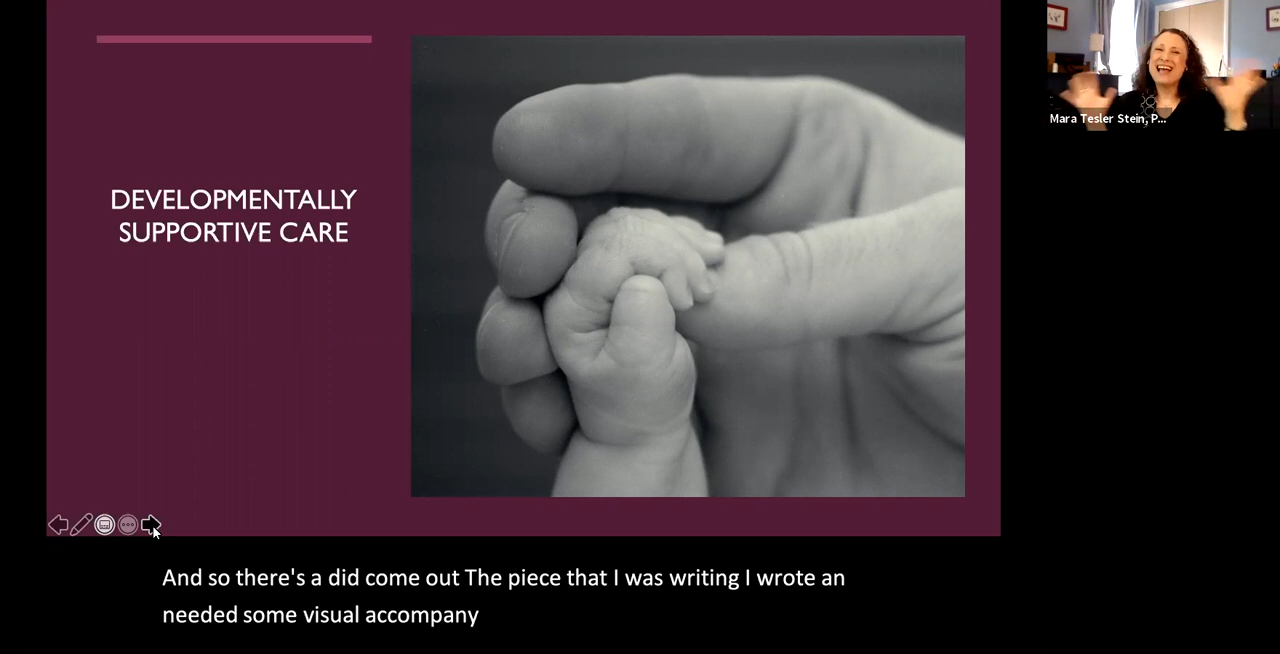 DEVELOPMENTALLY
SUPPORTIVE CARE
Mara Tesler Stein, P...
And so there's a did come out The piece that I was writing I wrote an
needed some visual accompany